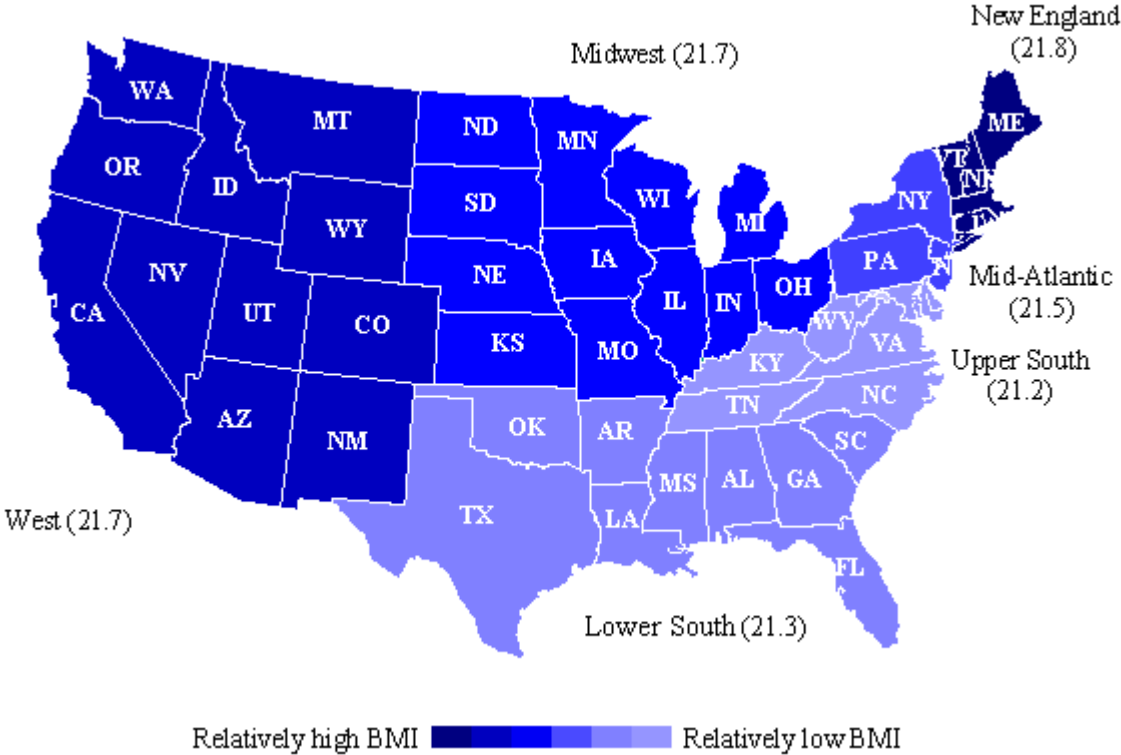 New England
(21.8)
Midwest (21.7)
WA
MT
ND
MN
ME
OR
ID
SD
WI
MI
NY
WY
NV
NE
IA
PA
Mid-Atlantic
(21.5)
CA
UT
CO
KS
IL
IN
OH
MO
WV
VA
KY
Upper South
(21.2)
AZ
NM
OK
AR
TN
NC
SC
West (21.7)
TX
LA
MS
AL
GA
FL
Lower South (21.3)
Relatively high BMI
Relatively low BMI